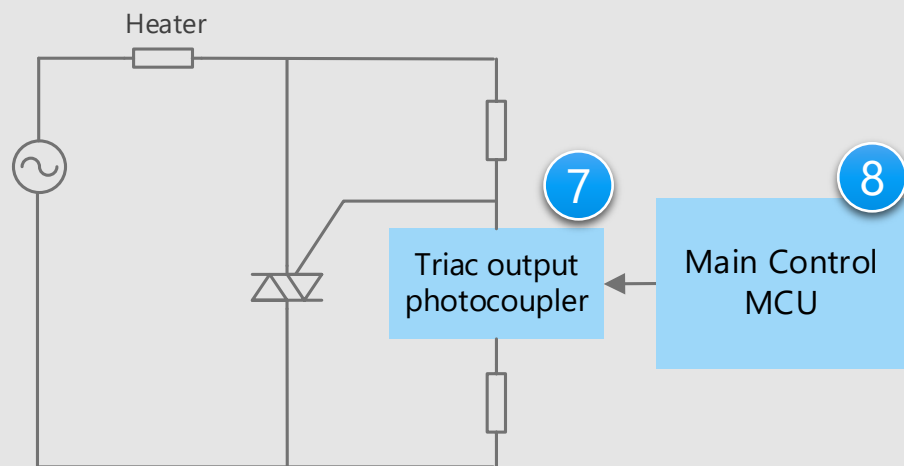 Heater
7
8
Triac output
photocoupler
Main Control
MCU